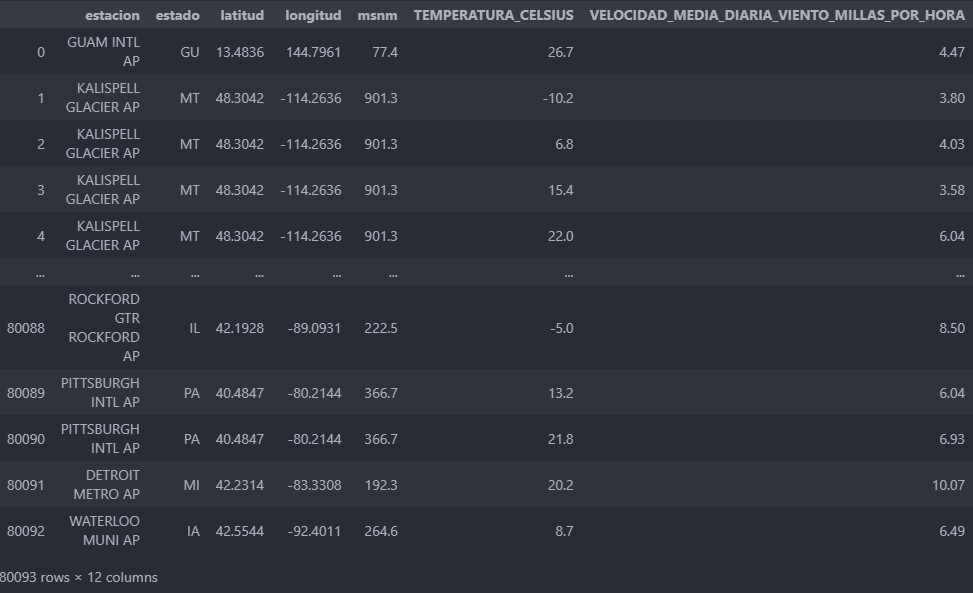 estacion estado latitud longitud msnm TEMPERATURA_CELSIUS VELOCIDAD_MEDIA_DIARIA_VIENTO_MILLAS_POR_HORA
0 GUAM INTL AP GU 13.4836 144.7961 77.4 26.7 4.47
1 KALISPELL GLACIER AP MT 48.3042 -114.2636 901.3 -10.2 3.80
2 KALISPELL GLACIER AP MT 48.3042 -114.2636 901.3 6.8 4.03
3 KALISPELL GLACIER AP MT 48.3042 -114.2636 901.3 15.4 3.58
4 KALISPELL GLACIER AP MT 48.3042 -114.2636 901.3 22.0 6.04
... ... ... ... ... ... ... ...
80088 ROCKFORD GTR ROCKFORD AP IL 42.1928 -89.0931 222.5 -5.0 8.50
80089 PITTSBURGH INTL AP PA 40.4847 -80.2144 366.7 13.2 6.04
80090 PITTSBURGH INTL AP PA 40.4847 -80.2144 366.7 21.8 6.93
80091 DETROIT METRO AP MI 42.2314 -83.3308 192.3 20.2 10.07
80092 WATERLOO MUNI AP IA 42.5544 -92.4011 264.6 8.7 6.49
80093 rows × 12 columns